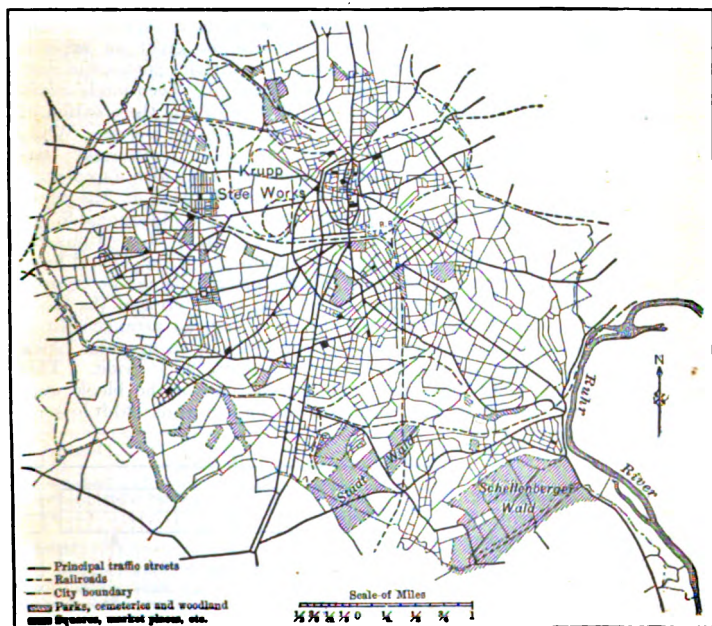 Krupp
Steel Works
Ruhr
River
N
Stadt Wald
Schellenberger
Wald
Principal traffic streets
Railroads
City boundary
Parks, cemeteries and woodland
Squares, market places, etc.
Scale of Miles
0
1